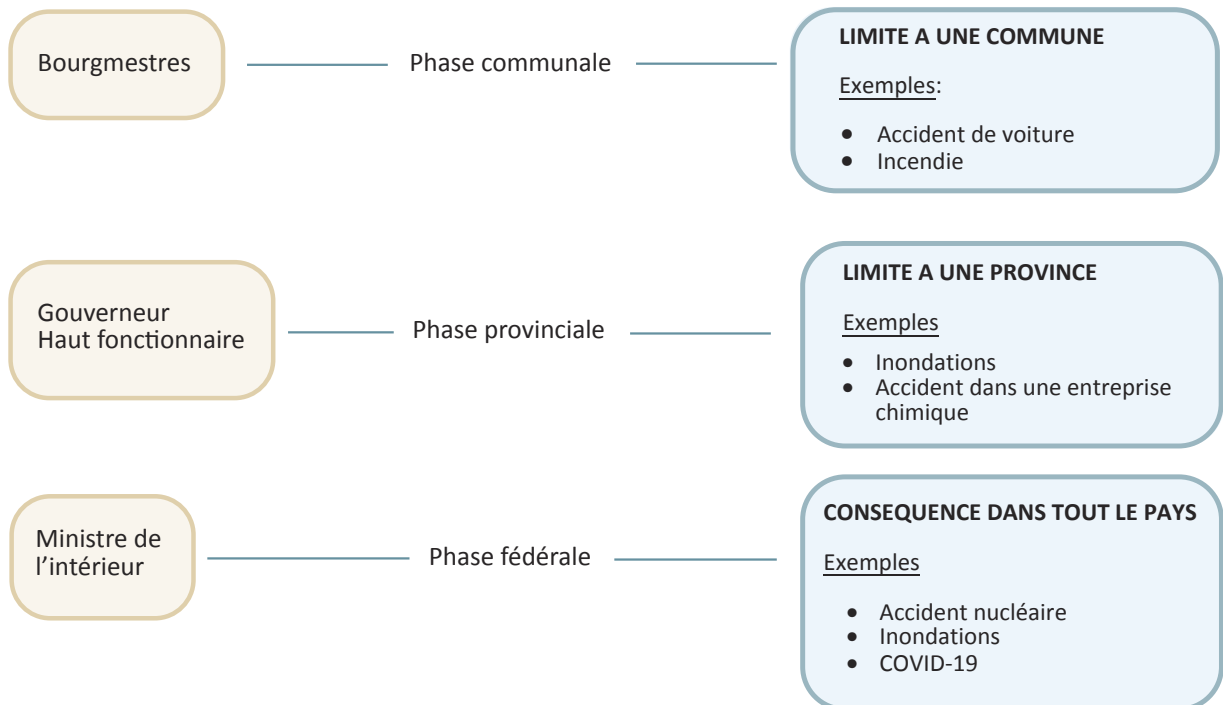 Bourgmestres
Phase communale
LIMITE A UNE COMMUNE
Exemples:
• Accident de voiture
• Incendie
Gouverneur
Haut fonctionnaire
Phase provinciale
LIMITE A UNE PROVINCE
Exemples
• Inondations
• Accident dans une entreprise
chimique
Ministre de
l’intérieur
Phase fédérale
CONSEQUENCE DANS TOUT LE PAYS
Exemples
• Accident nucléaire
• Inondations
• COVID-19